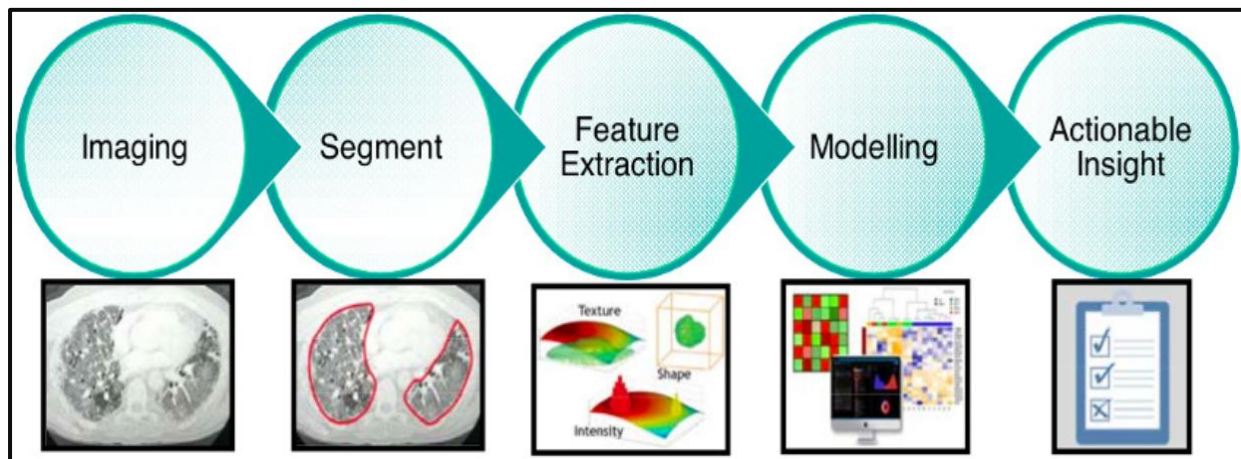 Imaging
Segment
Feature
Extraction
Modelling
Actionable
Insight
Texture
Shape
Intensity